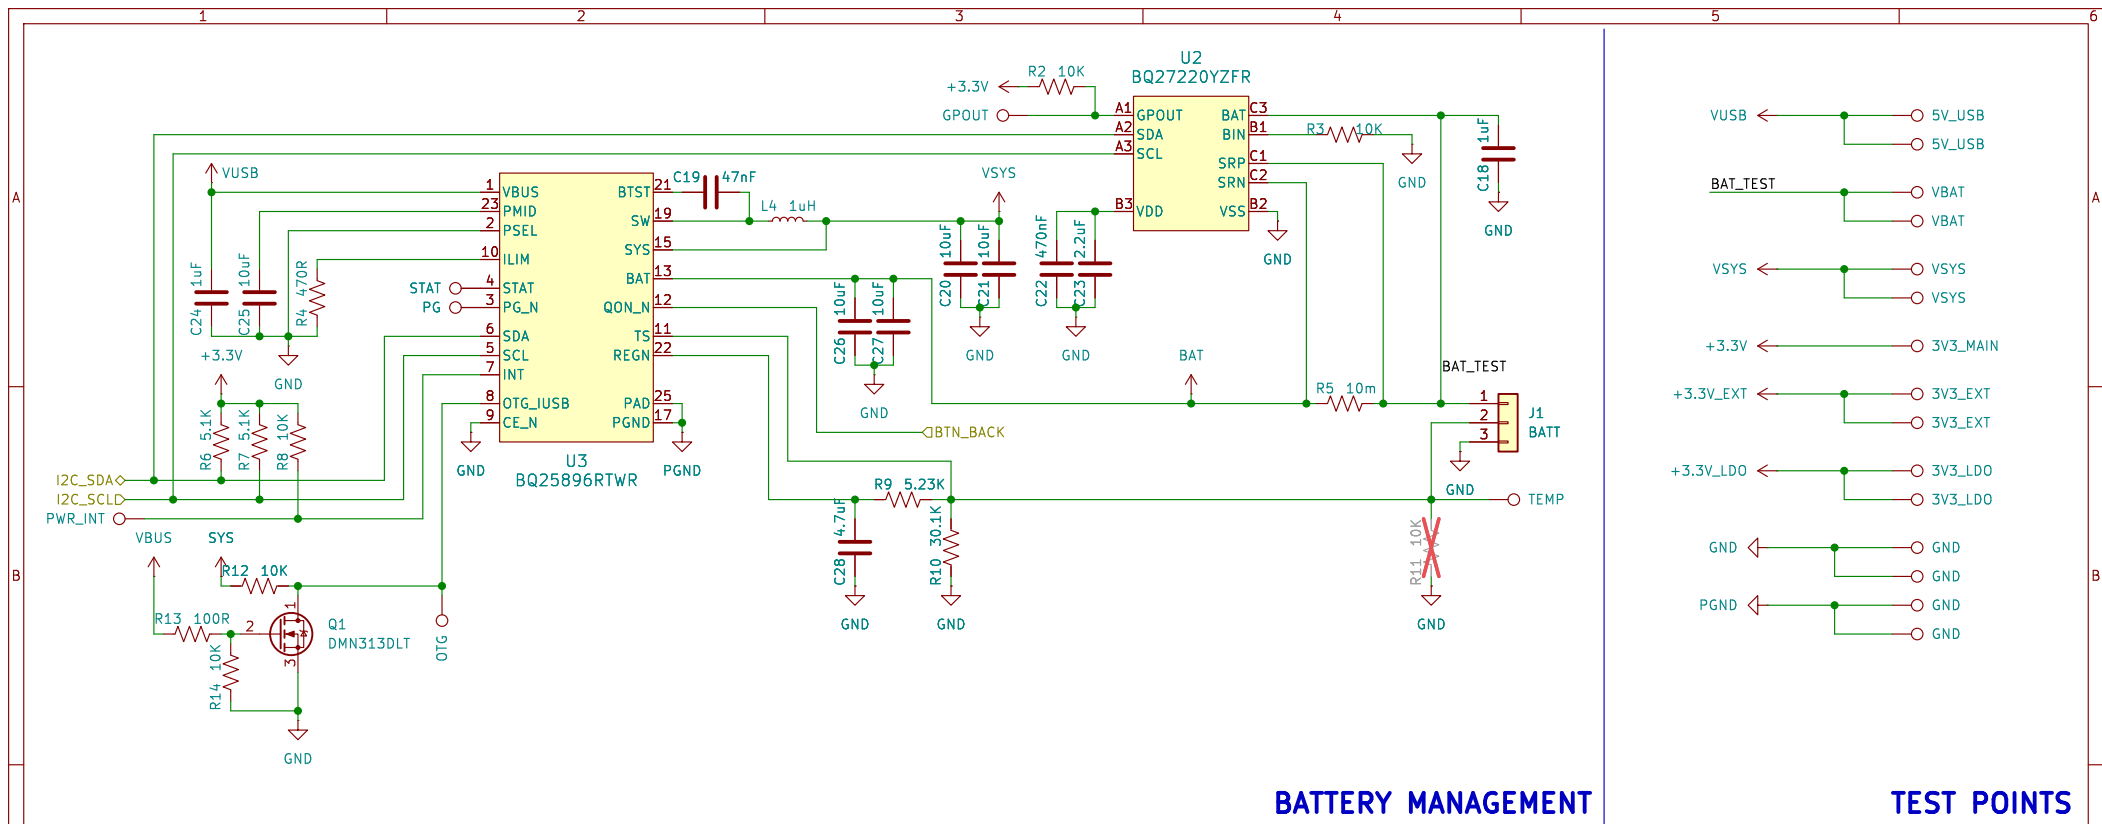 1 2 3 4 5 6
A
B
A
B
U2
BQ27220YZFR
+3.3V
R2 10K
GPOUT
A1 GPOUT
A2 SDA
A3 SCL
B3 VDD
BAT C3
BIN B1
SRP C1
SRN C2
VSS B2
R3 10K
GND
C18 1uF
GND
GND
C22 470nF
C23 2.2uF
GND
VUSB
C24 1uF
C25 10uF
R4 470R
GND
STAT
PG
1 VBUS
23 PMID
2 PSEL
10 ILIM
4 STAT
3 PG_N
6 SDA
5 SCL
7 INT
8 OTG_IUSB
9 CE_N
BTST 21
SW 19
SYS 15
BAT 13
QON_N 12
TS 11
REGN 22
PAD 25
PGND 17
U3
BQ25896RTWR
GND
PGND
C19 47nF
L4 1uH
VSYS
C20 10uF
C21 10uF
GND
C26 10uF
C27 10uF
GND
BTN_BACK
BAT
R5 10m
BAT_TEST
1
2
3
J1
BATT
GND
+3.3V
R6 5.1K
R7 5.1K
R8 10K
I2C_SDA
I2C_SCL
PWR_INT
R9 5.23K
C28 4.7uF
GND
R10 30.1K
GND
R11 10K
GND
TEMP
VBUS
SYS
R12 10K
R13 100R
R14 10K
1
2
3
Q1
DMN313DLT
OTG
GND
BATTERY MANAGEMENT
VUSB
5V_USB
5V_USB
BAT_TEST
VBAT
VBAT
VSYS
VSYS
VSYS
+3.3V
3V3_MAIN
+3.3V_EXT
3V3_EXT
3V3_EXT
+3.3V_LDO
3V3_LDO
3V3_LDO
GND
GND
GND
PGND
GND
GND
TEST POINTS